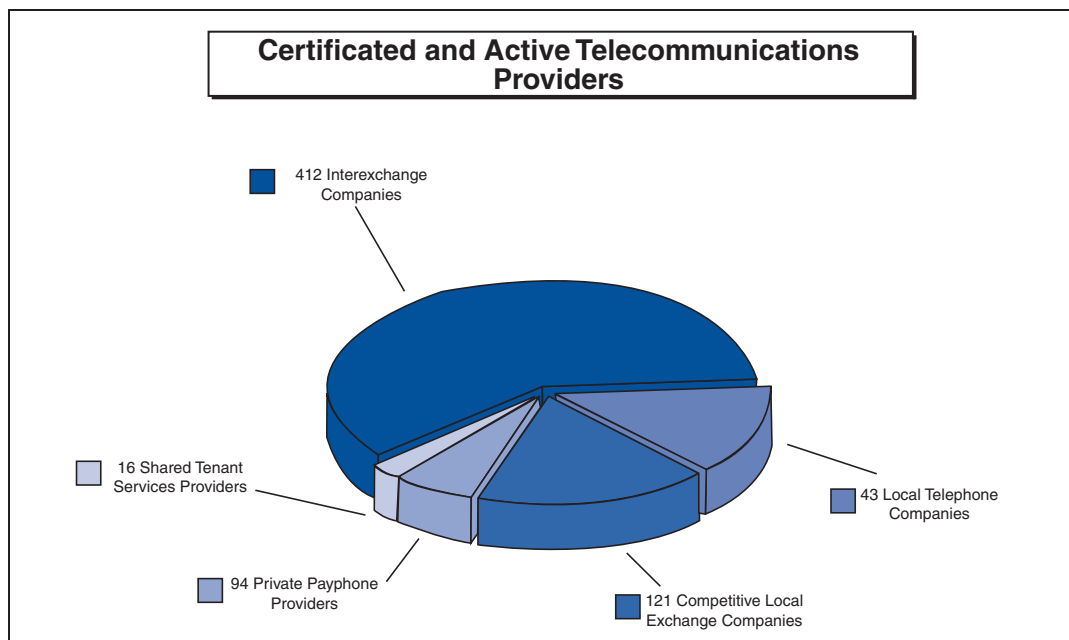 Certificated and Active Telecommunications
Providers
412 Interexchange
Companies
16 Shared Tenant
Services Providers
43 Local Telephone
Companies
94 Private Payphone
Providers
121 Competitive Local
Exchange Companies